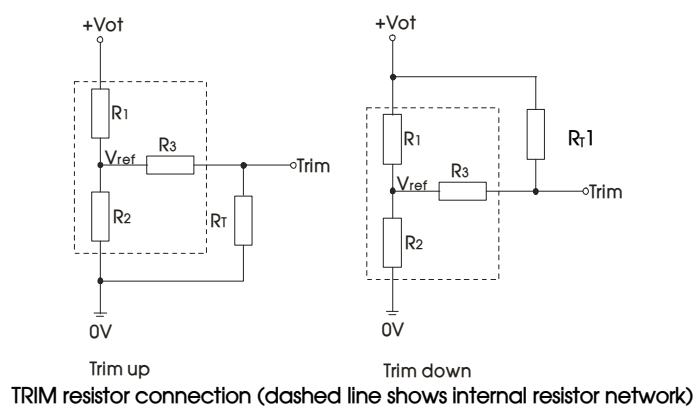 +Vot
R1
Vref
R3
Trim
R2
RT
0V
Trim up
+Vot
R1
RT1
Vref
R3
Trim
R2
0V
Trim down
TRIM resistor connection (dashed line shows internal resistor network)